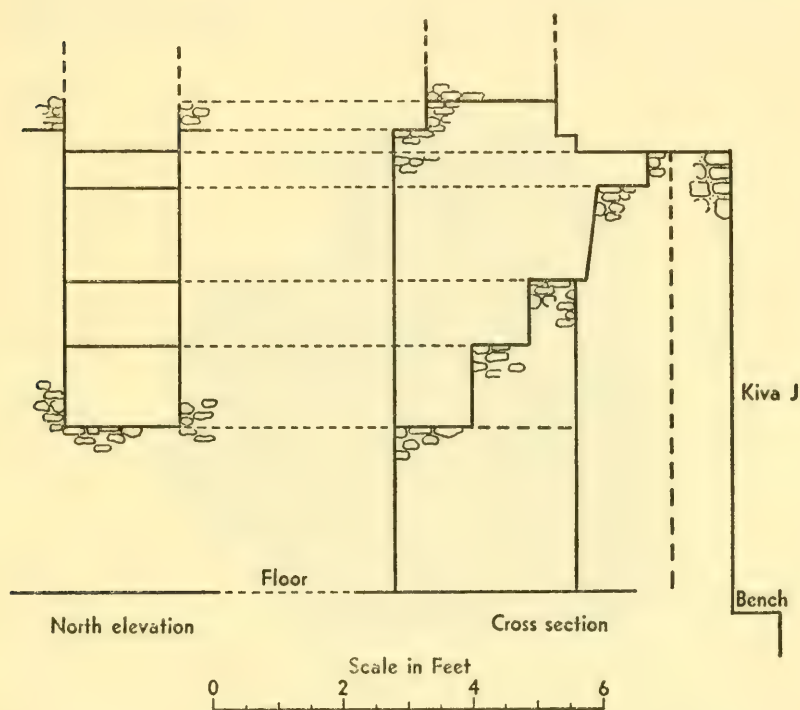 Kiva J
Floor
Bench
North elevation
Cross section
Scale in Feet
0 2 4 6